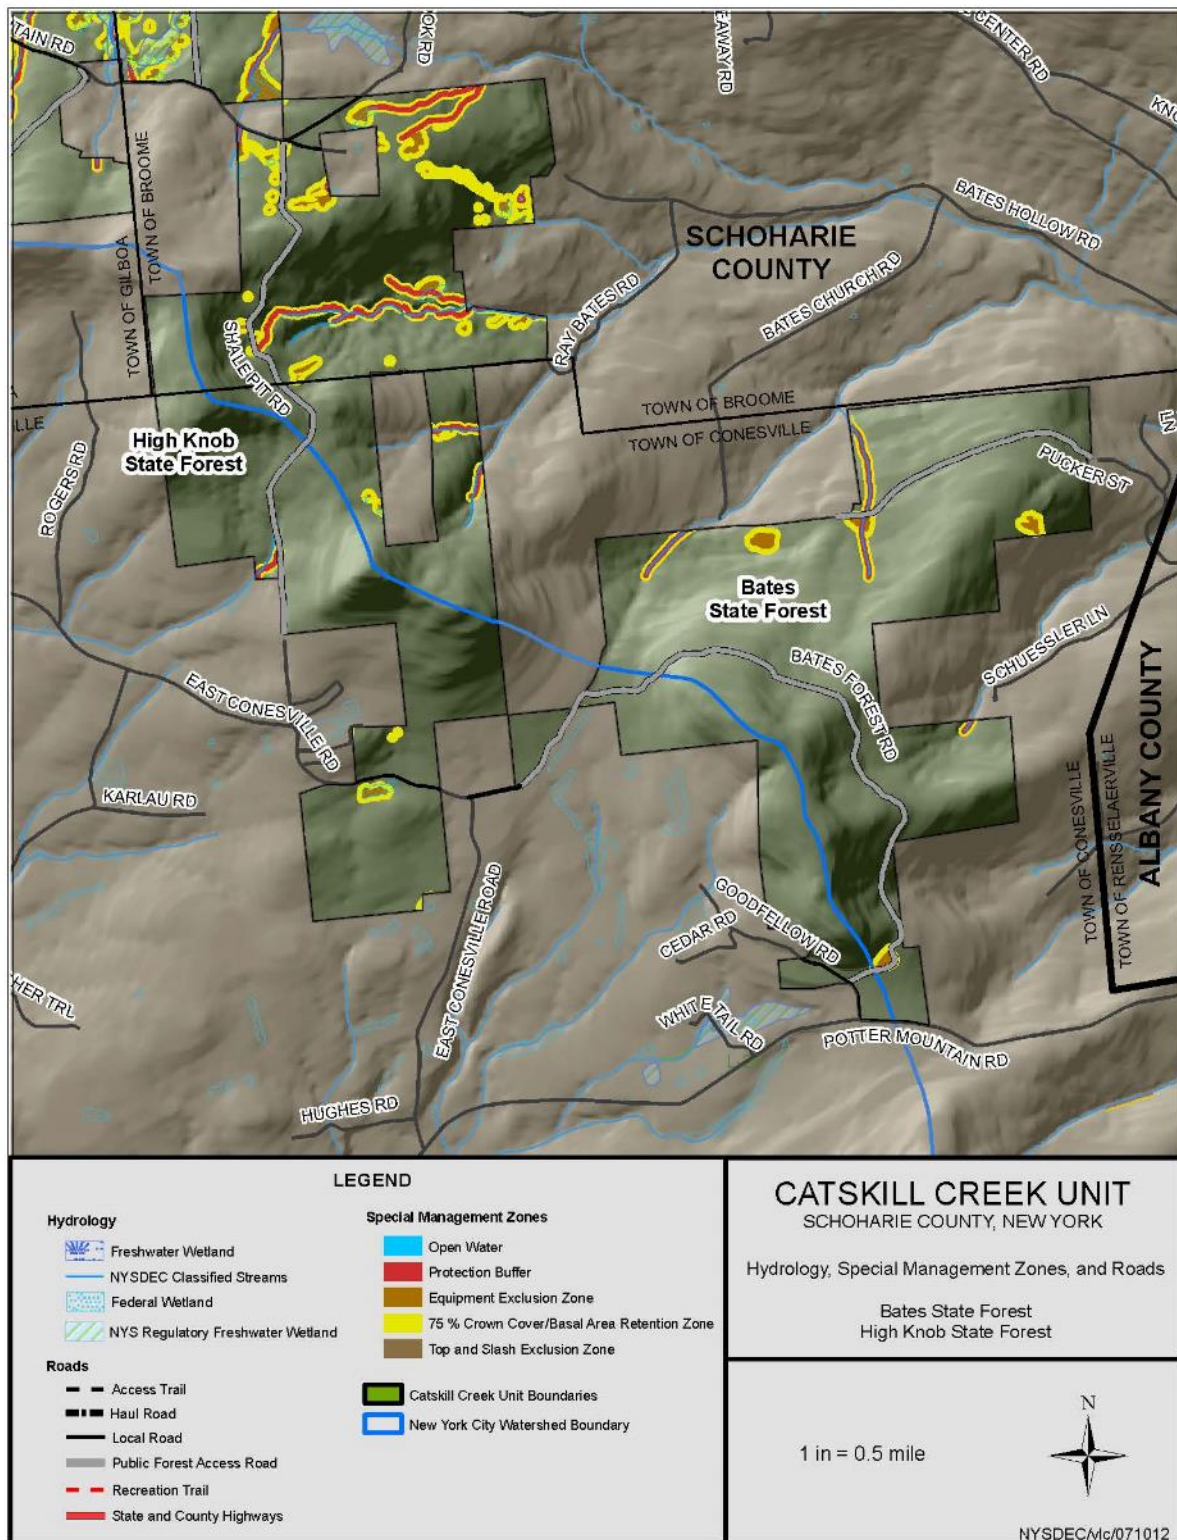 TAIN RD
OK RD
EAWAY RD
CENTER RD
KNO
TOWN OF GILBOA
TOWN OF BROOME
BATES HOLLOW RD
SCHOHARIE
COUNTY
RAY BATES RD
BATES CHURCH RD
SHALE PIT RD
TOWN OF BROOME
TOWN OF CONESVILLE
ILLE
LN
High Knob
State Forest
ROGERS RD
PUCKER ST
Bates
State Forest
SCHUESSLER LN
BATES FOREST RD
EAST CONESVILLE RD
KARLAU RD
TOWN OF CONESVILLE
TOWN OF RENSSELAERVILLE
ALBANY COUNTY
GOODFELLOW RD
CEDAR RD
EAST CONESVILLE ROAD
HER TRL
WHITE TAIL RD
POTTER MOUNTAIN RD
HUGHES RD
LEGEND
Hydrology
Freshwater Wetland
NYSDEC Classified Streams
Federal Wetland
NYS Regulatory Freshwater Wetland
Roads
Access Trail
Haul Road
Local Road
Public Forest Access Road
Recreation Trail
State and County Highways
Special Management Zones
Open Water
Protection Buffer
Equipment Exclusion Zone
75 % Crown Cover/Basal Area Retention Zone
Top and Slash Exclusion Zone
Catskill Creek Unit Boundaries
New York City Watershed Boundary
CATSKILL CREEK UNIT
SCHOHARIE COUNTY, NEW YORK
Hydrology, Special Management Zones, and Roads
Bates State Forest
High Knob State Forest
1 in = 0.5 mile
N
NYSDEC/vlc/071012